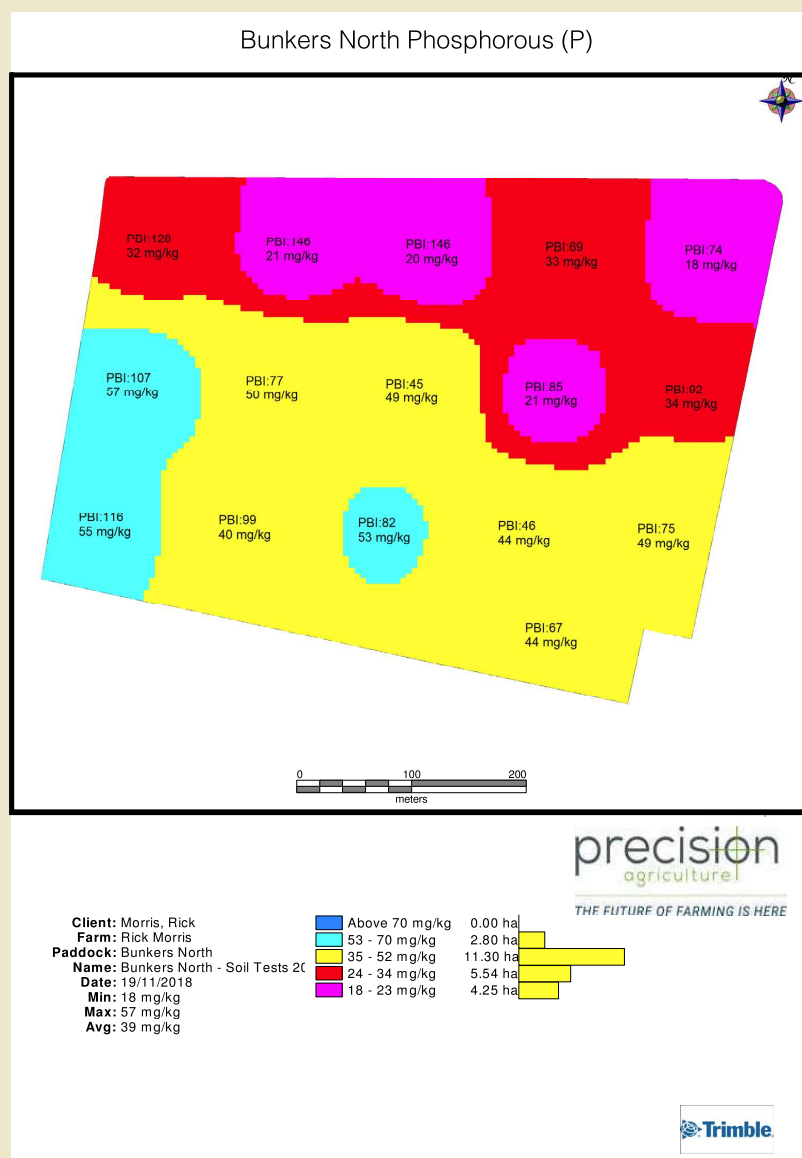 Bunkers North Phosphorous (P)
N
PBI:128
32 mg/kg
PBI:146
21 mg/kg
PBI:146
20 mg/kg
PBI:69
33 mg/kg
PBI:74
18 mg/kg
PBI:107
57 mg/kg
PBI:77
50 mg/kg
PBI:45
49 mg/kg
PBI:85
21 mg/kg
PBI:92
34 mg/kg
PBI:116
55 mg/kg
PBI:99
40 mg/kg
PBI:82
53 mg/kg
PBI:46
44 mg/kg
PBI:75
49 mg/kg
PBI:67
44 mg/kg
0 100 200
meters
precision
agriculture
THE FUTURE OF FARMING IS HERE
Client: Morris, Rick
Farm: Rick Morris
Paddock: Bunkers North
Name: Bunkers North - Soil Tests 20
Date: 19/11/2018
Min: 18 mg/kg
Max: 57 mg/kg
Avg: 39 mg/kg
Above 70 mg/kg 0.00 ha
53 - 70 mg/kg 2.80 ha
35 - 52 mg/kg 11.30 ha
24 - 34 mg/kg 5.54 ha
18 - 23 mg/kg 4.25 ha
Trimble